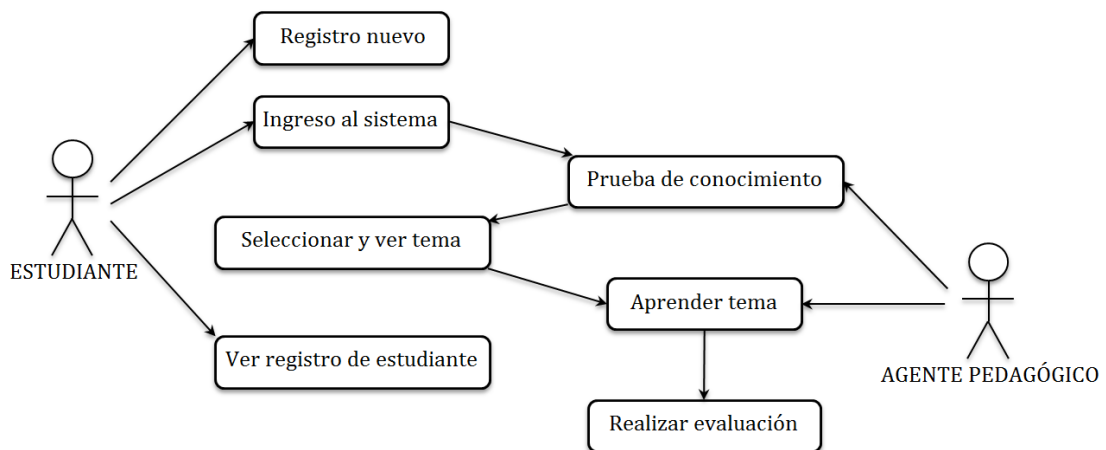 Registro nuevo
Ingreso al sistema
Prueba de conocimiento
Seleccionar y ver tema
ESTUDIANTE
Aprender tema
Ver registro de estudiante
AGENTE PEDAGÓGICO
Realizar evaluación